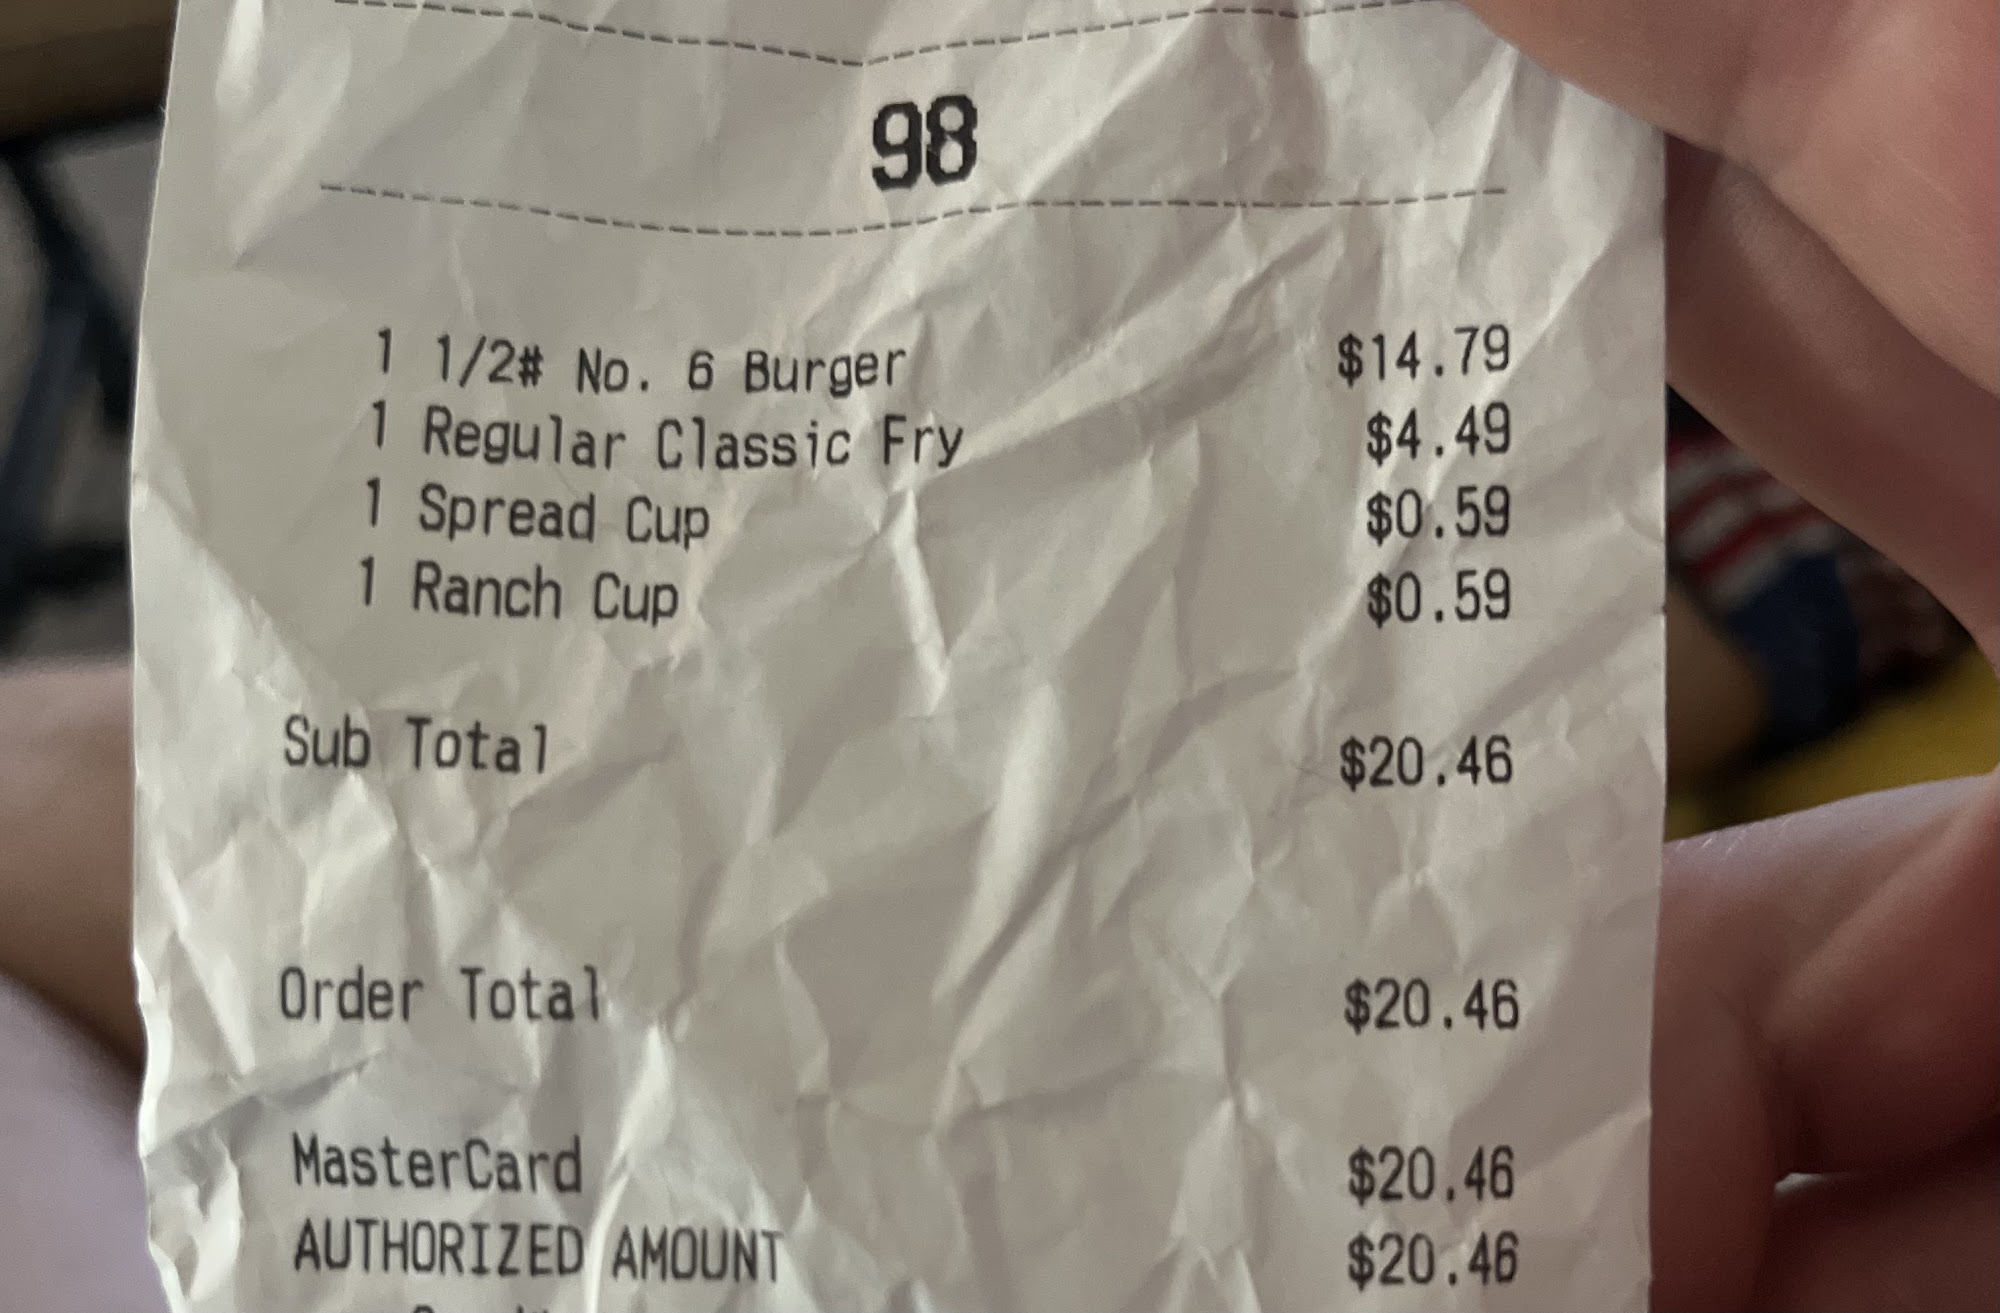 98
1 1/2# No. 6 Burger $14.79
1 Regular Classic Fry $4.49
1 Spread Cup $0.59
1 Ranch Cup $0.59
Sub Total $20.46
Order Total $20.46
MasterCard $20.46
AUTHORIZED AMOUNT $20.46